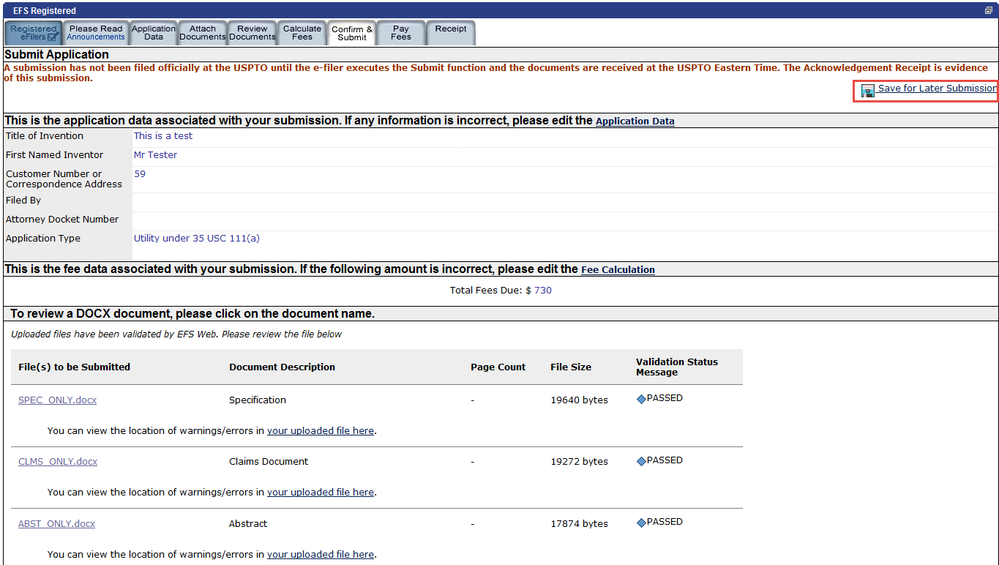 EFS Registered
Registered eFilers
Please Read Announcements
Application Data
Attach Documents
Review Documents
Calculate Fees
Confirm & Submit
Pay Fees
Receipt
Submit Application
A submission has not been filed officially at the USPTO until the e-filer executes the Submit function and the documents are received at the USPTO Eastern Time. The Acknowledgement Receipt is evidence
of this submission.
Save for Later Submission
This is the application data associated with your submission. If any information is incorrect, please edit the Application Data
Title of Invention This is a test
First Named Inventor Mr Tester
Customer Number or 59
Correspondence Address
Filed By
Attorney Docket Number
Application Type Utility under 35 USC 111(a)
This is the fee data associated with your submission. If the following amount is incorrect, please edit the Fee Calculation
Total Fees Due: $ 730
To review a DOCX document, please click on the document name.
Uploaded files have been validated by EFS Web. Please review the file below
File(s) to be Submitted Document Description Page Count File Size Validation Status Message
SPEC_ONLY.docx Specification - 19640 bytes PASSED
You can view the location of warnings/errors in your uploaded file here.
CLMS_ONLY.docx Claims Document - 19272 bytes PASSED
You can view the location of warnings/errors in your uploaded file here.
ABST_ONLY.docx Abstract - 17874 bytes PASSED
You can view the location of warnings/errors in your uploaded file here.